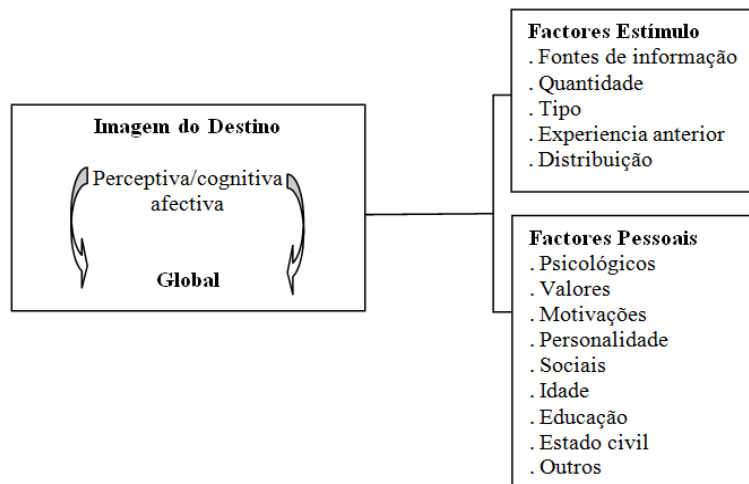 Imagem do Destino
Perceptiva/cognitiva
afectiva
Global
Factores Estímulo
. Fontes de informação
. Quantidade
. Tipo
. Experiencia anterior
. Distribuição
Factores Pessoais
. Psicológicos
. Valores
. Motivações
. Personalidade
. Sociais
. Idade
. Educação
. Estado civil
. Outros